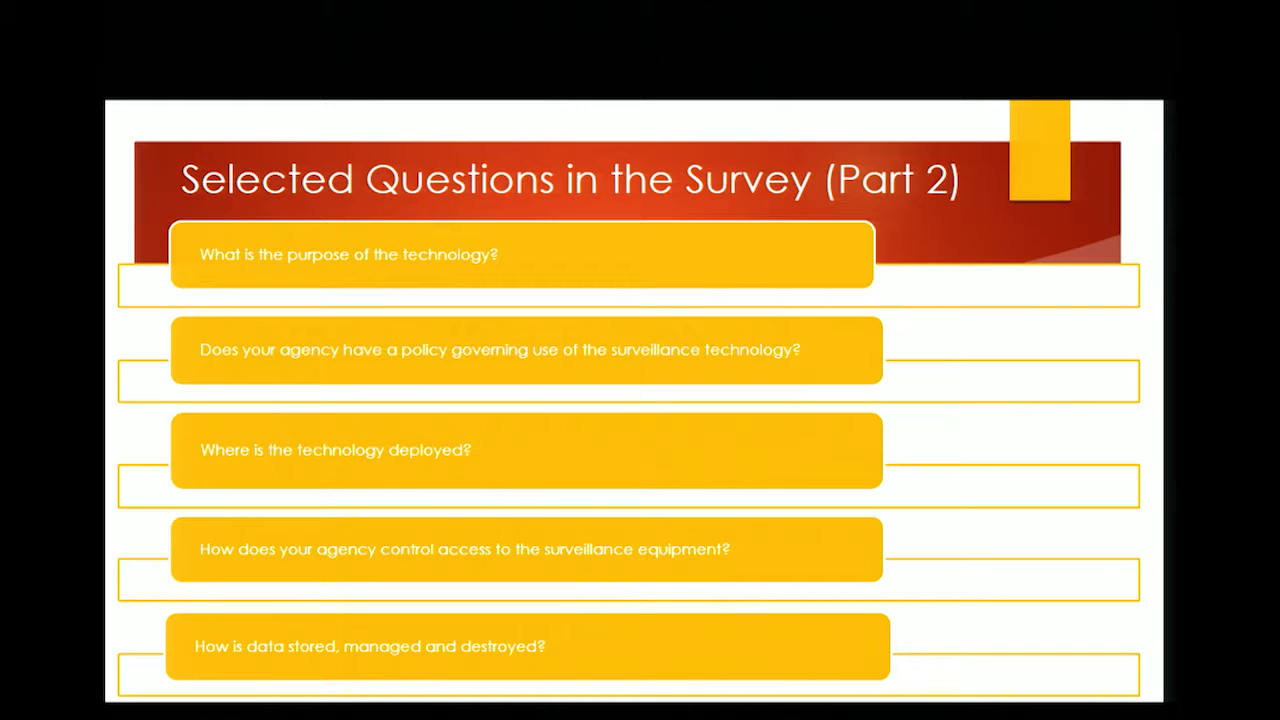 Selected Questions in the Survey (Part 2)
What is the purpose of the technology?
Does your agency have a policy governing use of the surveillance technology?
Where is the technology deployed?
How does your agency control access to the surveillance equipment?
How is data stored, managed and destroyed?